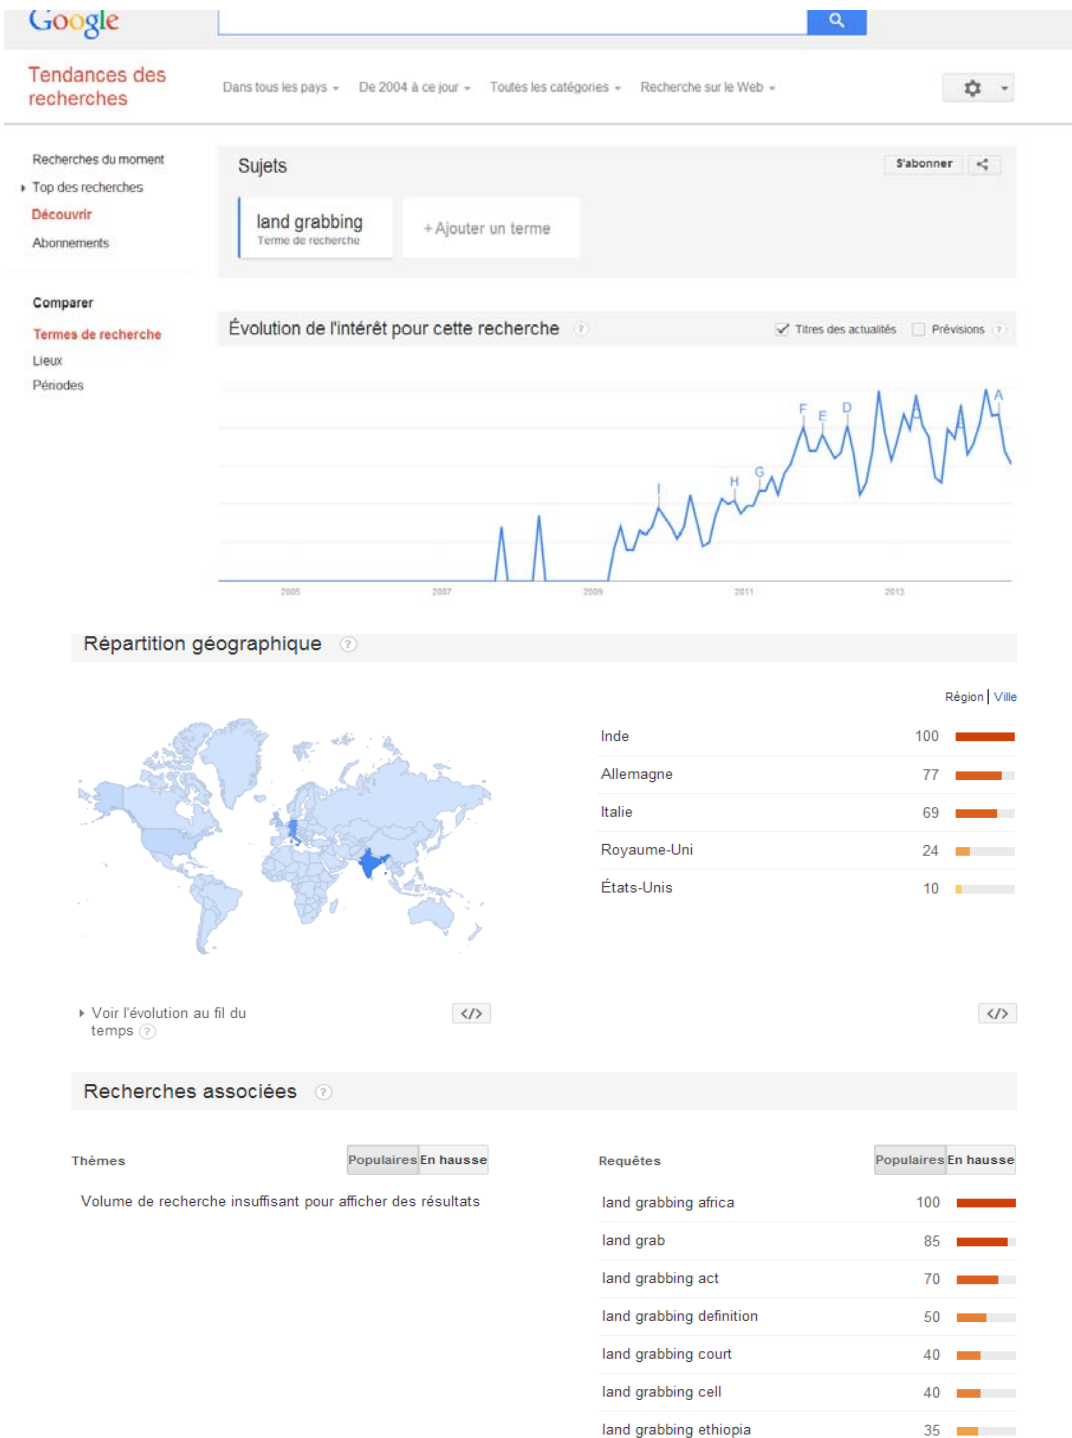 Google
Tendances des
recherches
Dans tous les pays
De 2004 à ce jour
Toutes les catégories
Recherche sur le Web
Recherches du moment
Top des recherches
Découvrir
Abonnements
Comparer
Termes de recherche
Lieux
Périodes
Sujets
S'abonner
land grabbing
Terme de recherche
+ Ajouter un terme
Évolution de l'intérêt pour cette recherche ?
Titres des actualités
Prévisions ?
A
D
F
E
G
H
I
2005 2007 2009 2011 2013
Répartition géographique ?
Région | Ville
Inde 100
Allemagne 77
Italie 69
Royaume-Uni 24
États-Unis 10
Voir l'évolution au fil du
temps ?
</>
</>
Recherches associées ?
Thèmes
Populaires En hausse
Volume de recherche insuffisant pour afficher des résultats
Requêtes
Populaires En hausse
land grabbing africa 100
land grab 85
land grabbing act 70
land grabbing definition 50
land grabbing court 40
land grabbing cell 40
land grabbing ethiopia 35